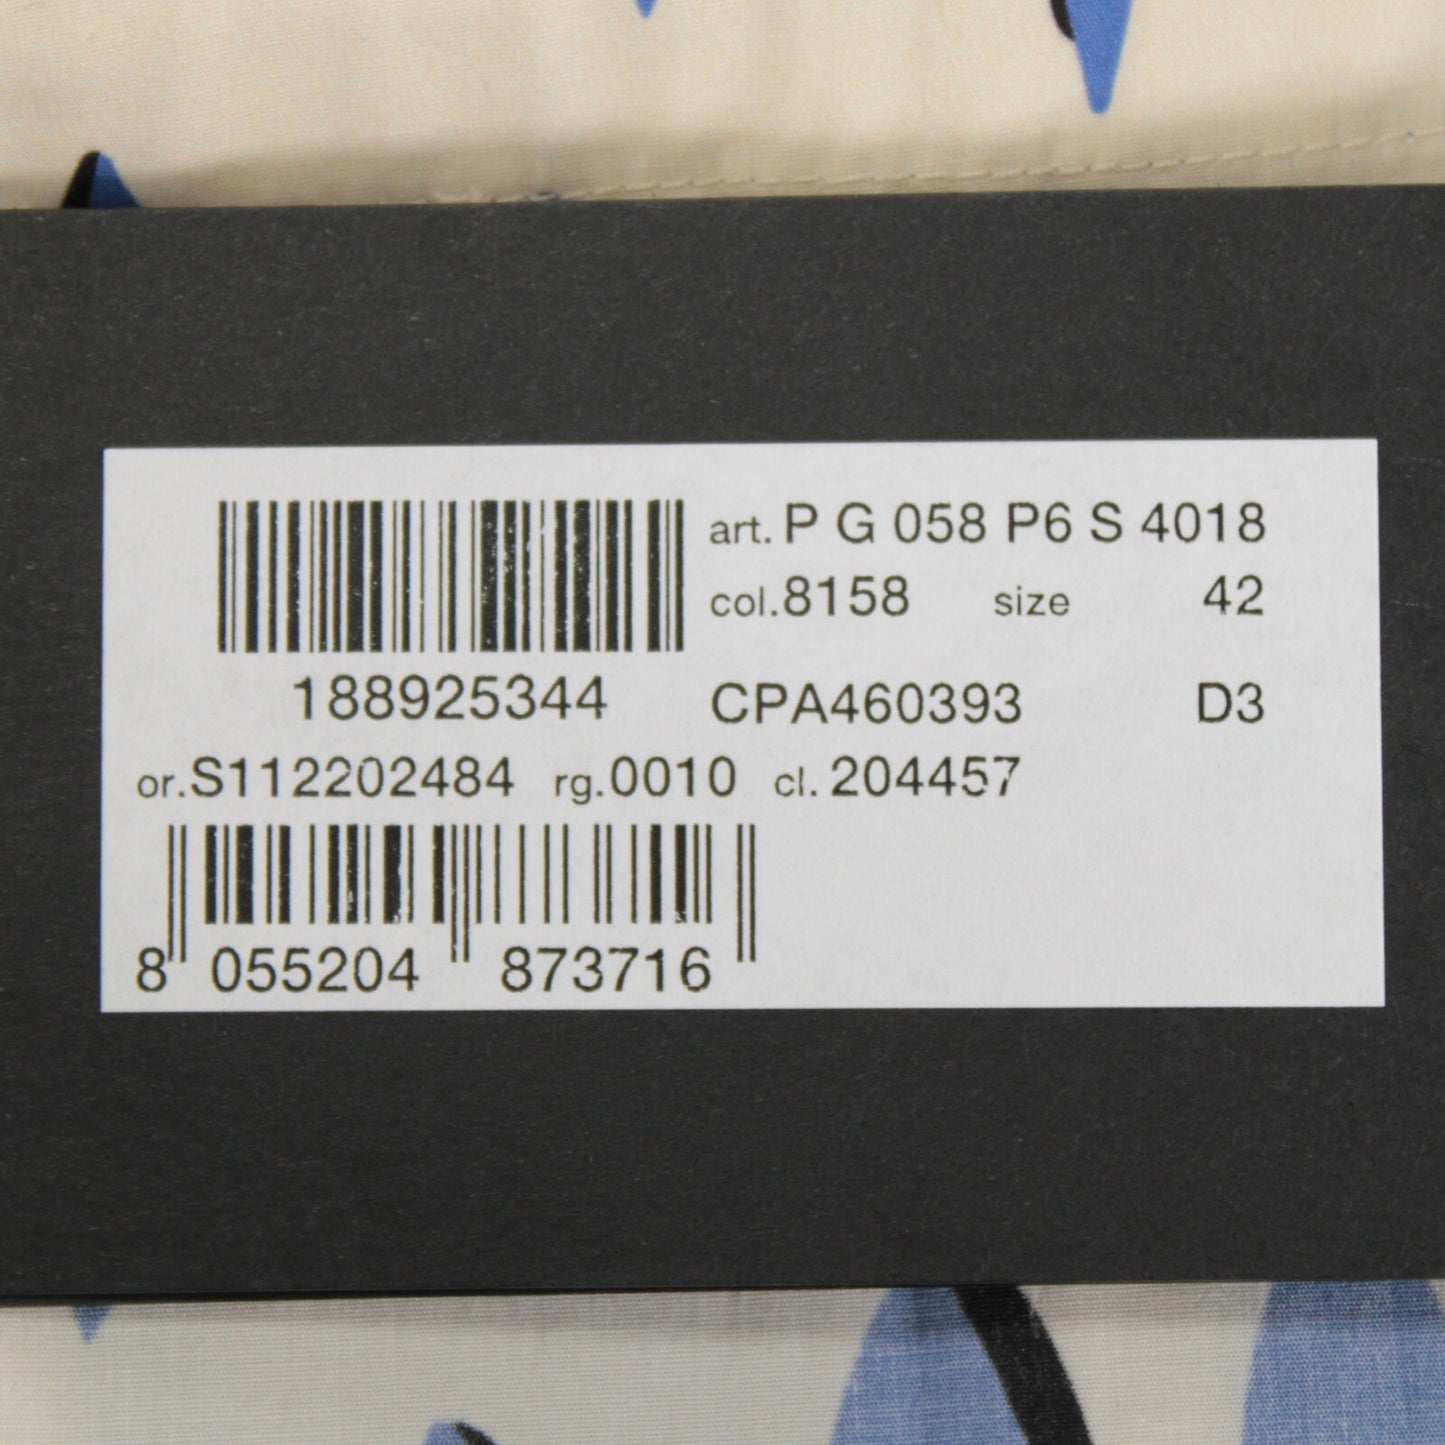 art. P G 058 P6 S 4018
col. 8158 size 42
188925344 CPA460393 D3
or. S112202484 rg. 0010 cl. 204457
8 055204 873716